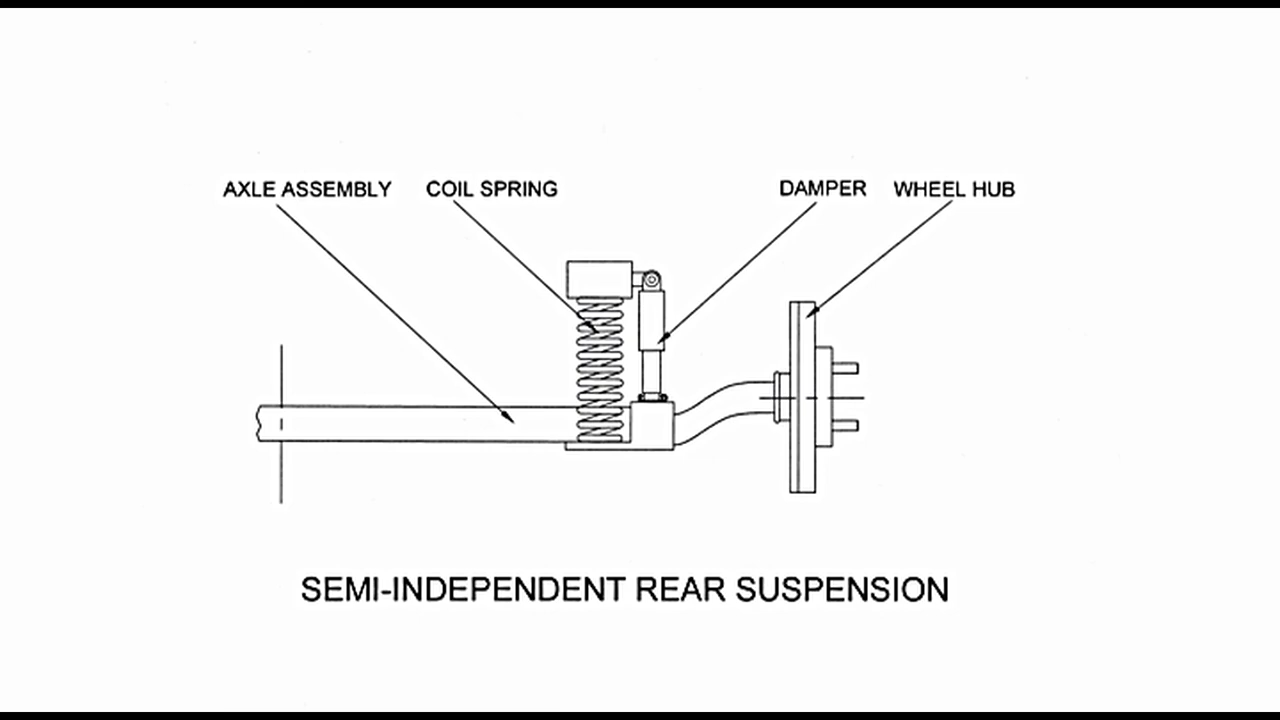 AXLE ASSEMBLY COIL SPRING DAMPER WHEEL HUB
SEMI-INDEPENDENT REAR SUSPENSION